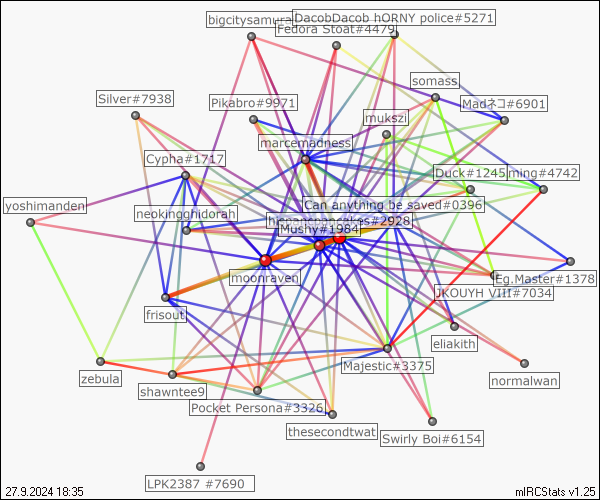 bigcitysamurai
DacobDacob hORNY police#5271
Fedora Stoat#4479
somass
Silver#7938
Pikabro#9971
Madネコ#6901
mukszi
marcemadness
Cypha#1717
Duck#1245
ming#4742
yoshimanden
neokingghidorah
Can anything be saved#0396
hispanicpancakes#2928
Mushy#1984
moonraven
Eg.Master#1378
JKOUYH VIII#7034
frisout
eliakith
Majestic#3375
zebula
normalwan
shawntee9
Pocket Persona#3326
thesecondtwat
Swirly Boi#6154
LPK2387 #7690
27.9.2024 18:35
mIRCStats v1.25